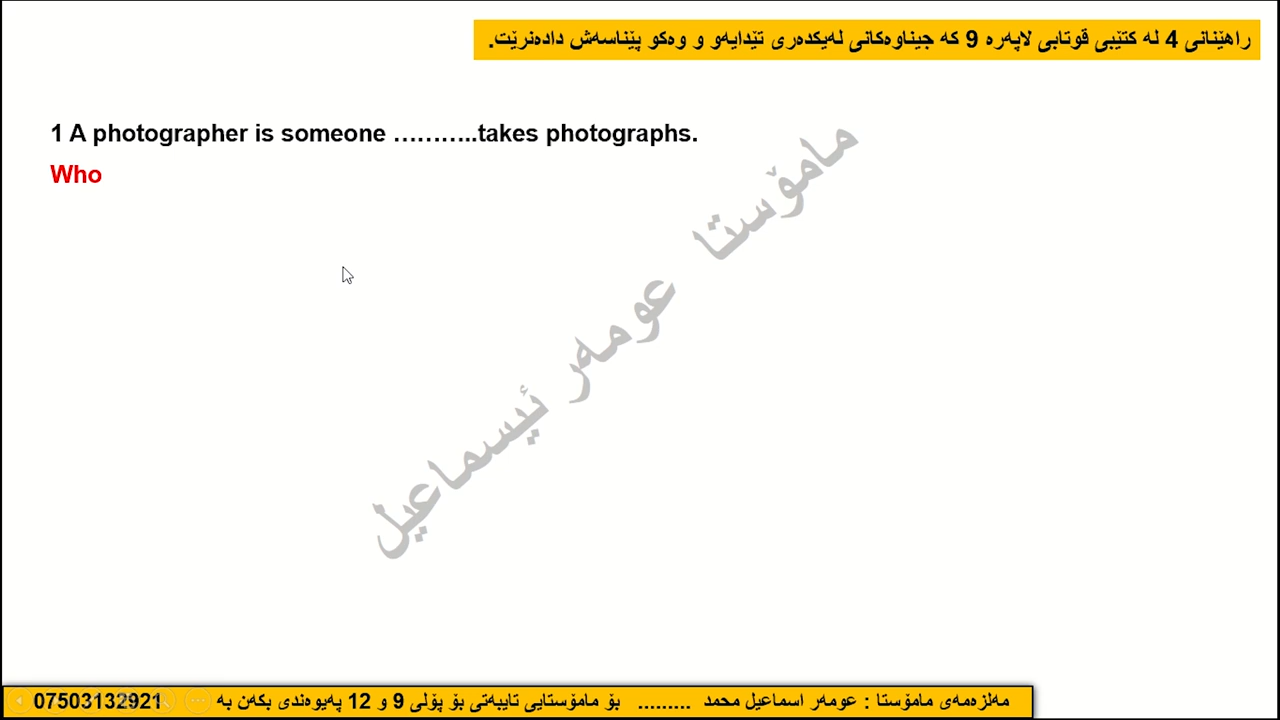 راهێنانی 4 لە کتێبی قوتابی لاپەرە 9 کە جیناوەکانی لەیکدەری تێدایەو و وەکو پێناسەش دادەنرێت.
1 A photographer is someone ………..takes photographs.
Who
مامۆستا عومەر ئیسماعیل
مەلزەمەی مامۆستا : عومەر اسماعیل محمد ......... بۆ مامۆستایی تایبەتی بۆ پۆلی 9 و 12 پەیوەندی بکەن بە 07503132921